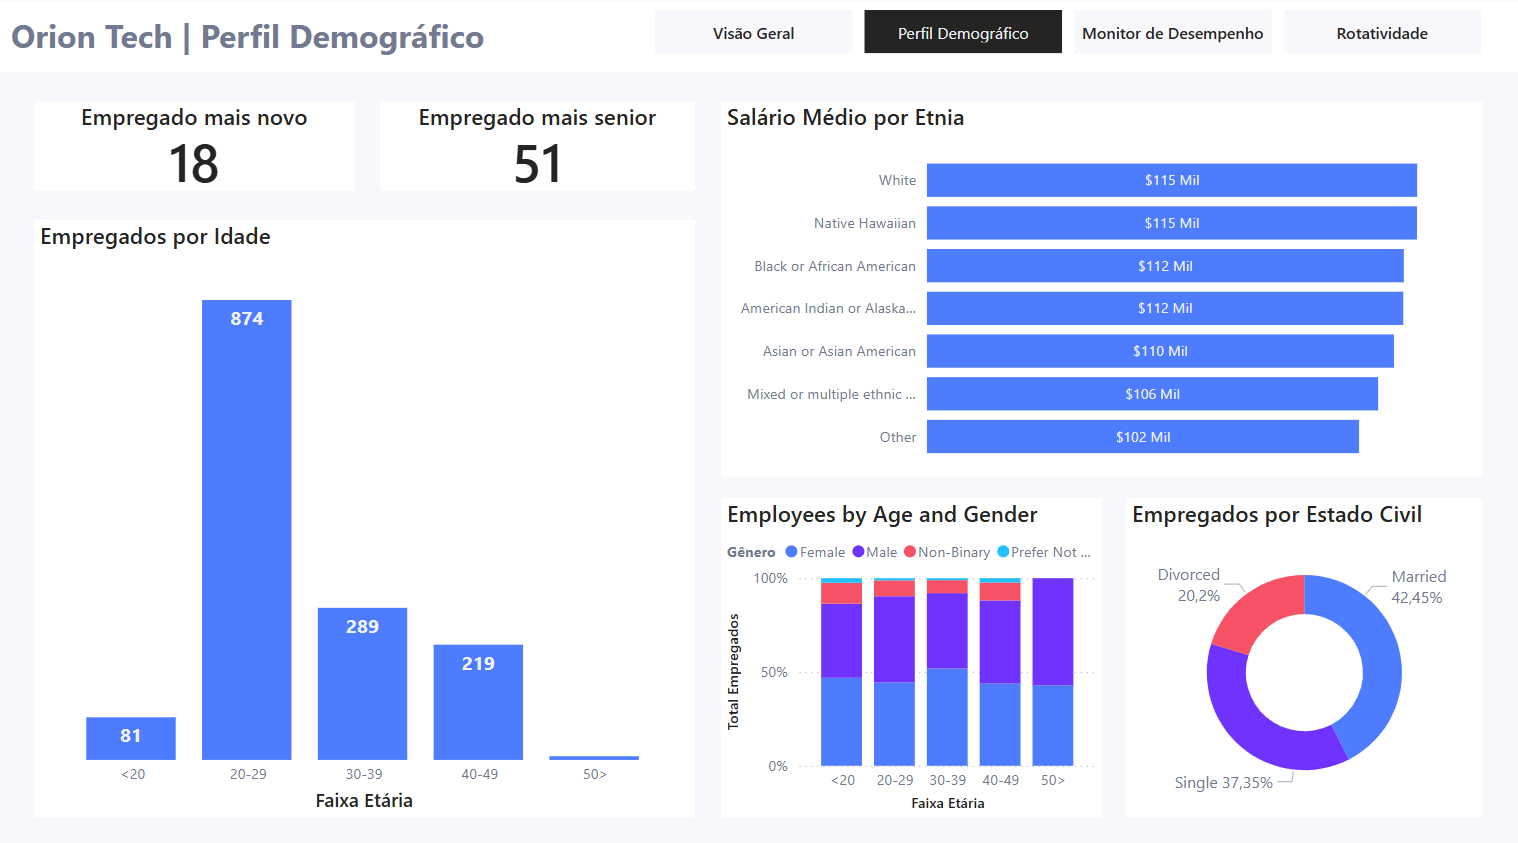 Orion Tech | Perfil Demográfico
Visão Geral
Perfil Demográfico
Monitor de Desempenho
Rotatividade
Empregado mais novo
18
Empregado mais senior
51
Empregados por Idade
874
289
219
81
<20
20-29
30-39
40-49
50>
Faixa Etária
Salário Médio por Etnia
White
$115 Mil
Native Hawaiian
$115 Mil
Black or African American
$112 Mil
American Indian or Alaska...
$112 Mil
Asian or Asian American
$110 Mil
Mixed or multiple ethnic ...
$106 Mil
Other
$102 Mil
Employees by Age and Gender
Gênero Female Male Non-Binary Prefer Not ...
100%
50%
0%
Total Empregados
<20
20-29
30-39
40-49
50>
Faixa Etária
Empregados por Estado Civil
Divorced
20,2%
Married
42,45%
Single 37,35%